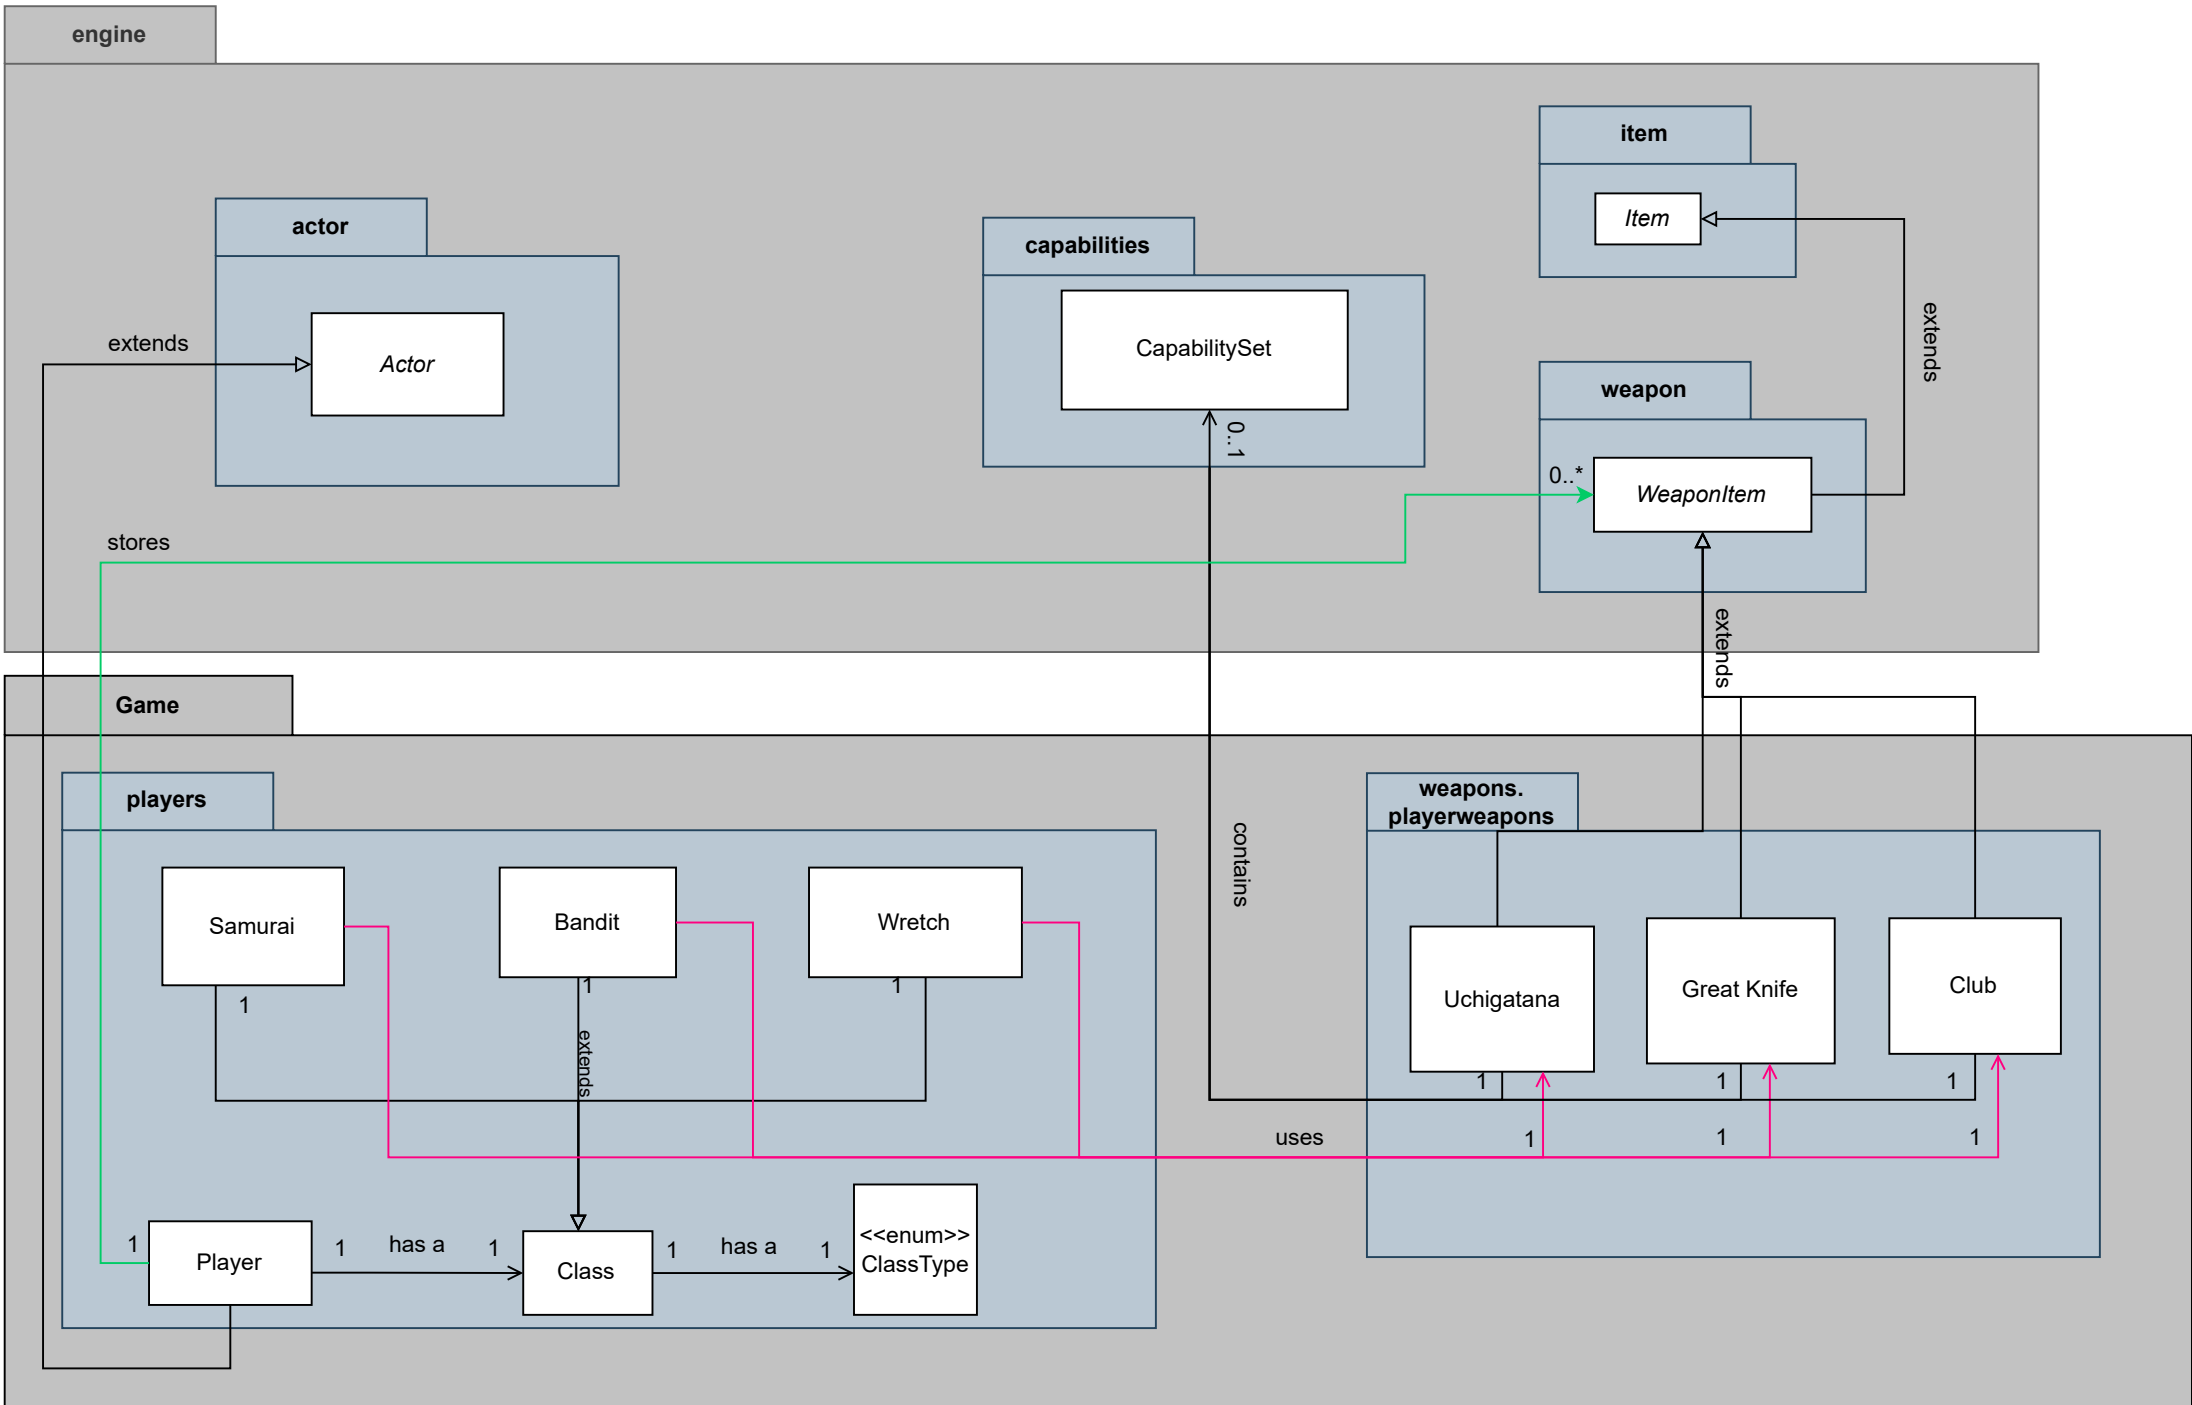 engine
item
Item
actor
capabilities
extends
Actor
CapabilitySet
extends
0..1
weapon
0..*
WeaponItem
stores
extends
Game
players
weapons.
playerweapons
contains
Samurai
Bandit
Wretch
Uchigatana
Great Knife
Club
1
1
1
extends
1
1
1
uses
1
1
1
1
Player
1
has a
1
Class
1
has a
1
<<enum>>
ClassType